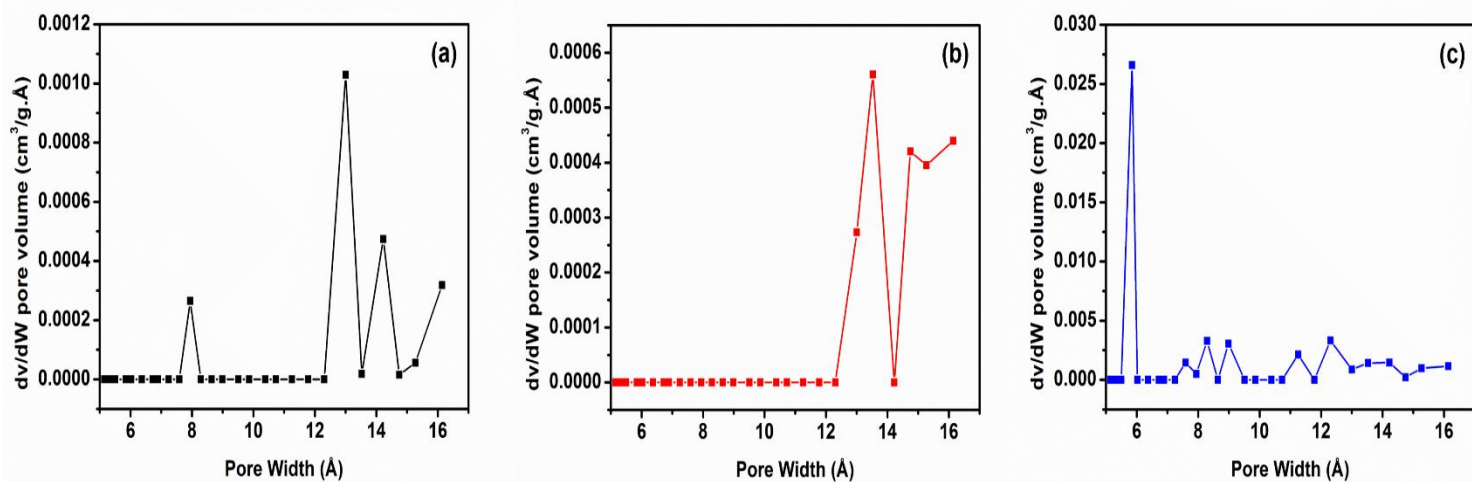 (a)
dv/dW pore volume (cm³/g.Å)
0.0012
0.0010
0.0008
0.0006
0.0004
0.0002
0.0000
6 8 10 12 14 16
Pore Width (Å)
(b)
dv/dW pore volume (cm³/g.Å)
0.0006
0.0005
0.0004
0.0003
0.0002
0.0001
0.0000
6 8 10 12 14 16
Pore Width (Å)
(c)
dv/dW pore volume (cm³/g.Å)
0.030
0.025
0.020
0.015
0.010
0.005
0.000
6 8 10 12 14 16
Pore Width (Å)